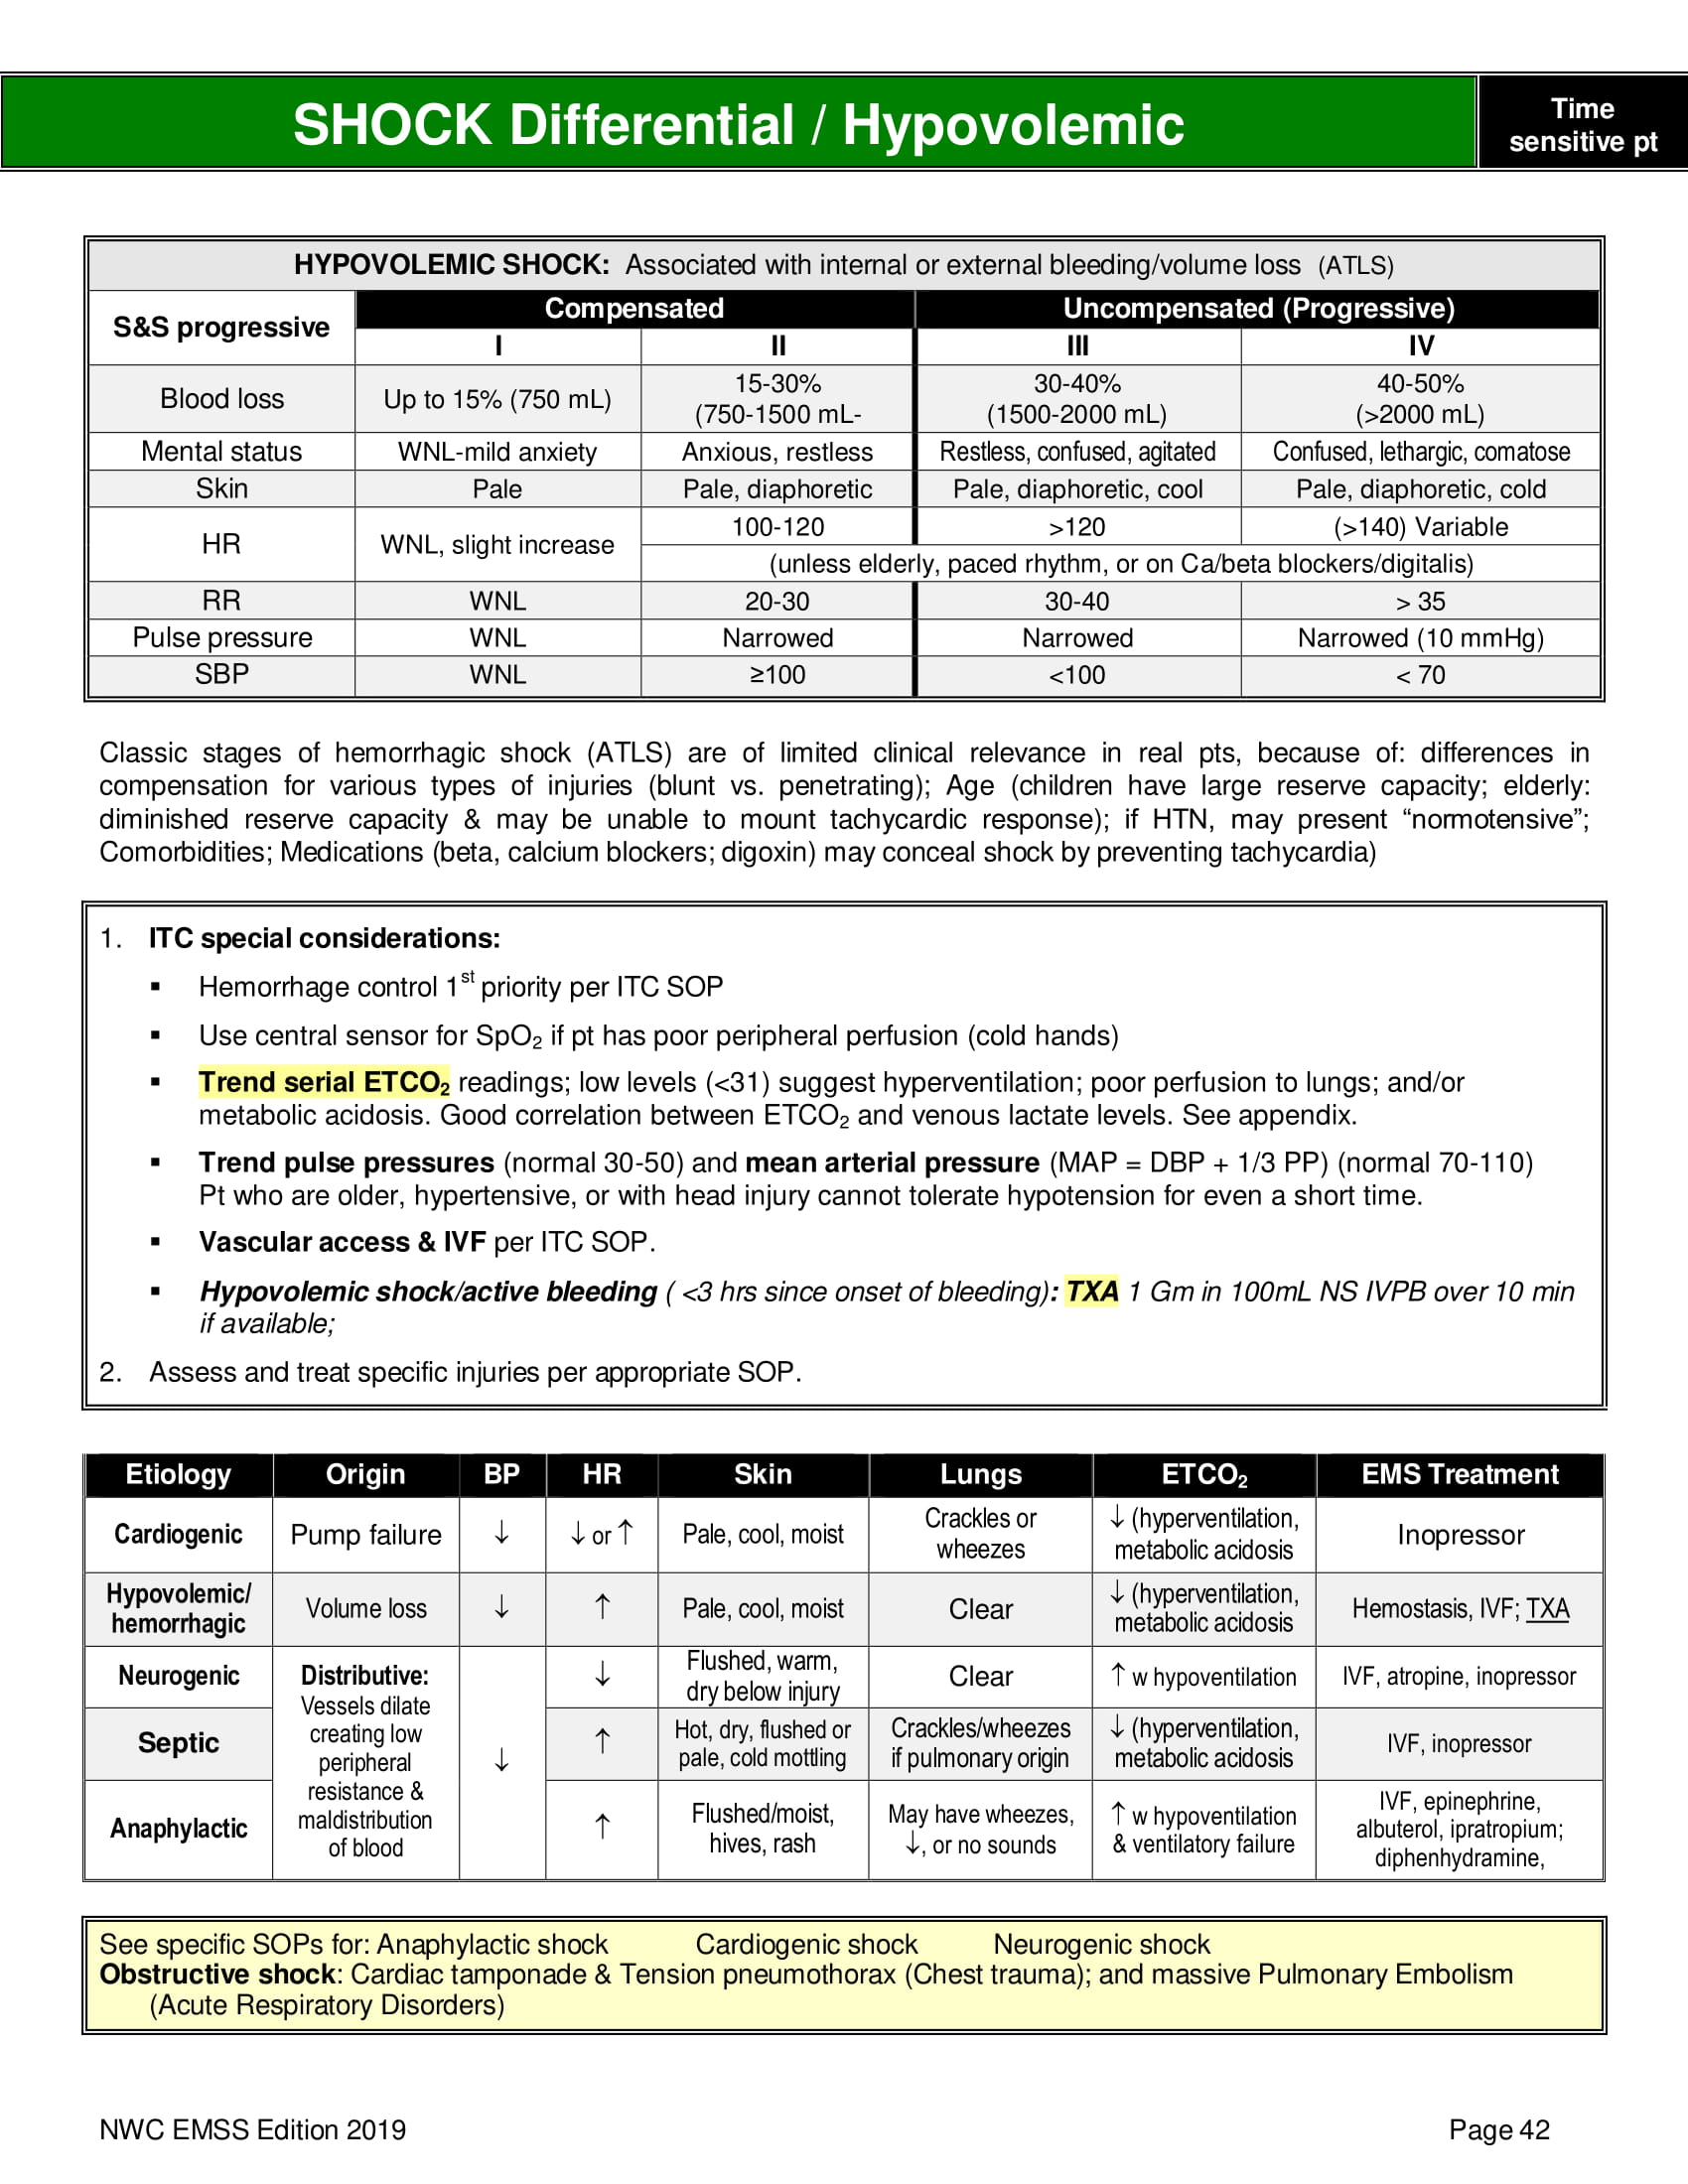 SHOCK Differential / Hypovolemic
Time
sensitive pt
HYPOVOLEMIC SHOCK: Associated with internal or external bleeding/volume loss (ATLS)
S&S progressive
Compensated
Uncompensated (Progressive)
I
II
III
IV
Blood loss
Up to 15% (750 mL)
15-30%
(750-1500 mL-
30-40%
(1500-2000 mL)
40-50%
(>2000 mL)
Mental status
WNL-mild anxiety
Anxious, restless
Restless, confused, agitated
Confused, lethargic, comatose
Skin
Pale
Pale, diaphoretic
Pale, diaphoretic, cool
Pale, diaphoretic, cold
HR
WNL, slight increase
100-120
>120
(>140) Variable
(unless elderly, paced rhythm, or on Ca/beta blockers/digitalis)
RR
WNL
20-30
30-40
> 35
Pulse pressure
WNL
Narrowed
Narrowed
Narrowed (10 mmHg)
SBP
WNL
≥100
<100
< 70
Classic stages of hemorrhagic shock (ATLS) are of limited clinical relevance in real pts, because of: differences in
compensation for various types of injuries (blunt vs. penetrating); Age (children have large reserve capacity; elderly:
diminished reserve capacity & may be unable to mount tachycardic response); if HTN, may present “normotensive”;
Comorbidities; Medications (beta, calcium blockers; digoxin) may conceal shock by preventing tachycardia)
1. ITC special considerations:
▪ Hemorrhage control 1st priority per ITC SOP
▪ Use central sensor for SpO2 if pt has poor peripheral perfusion (cold hands)
▪ Trend serial ETCO2 readings; low levels (<31) suggest hyperventilation; poor perfusion to lungs; and/or
metabolic acidosis. Good correlation between ETCO2 and venous lactate levels. See appendix.
▪ Trend pulse pressures (normal 30-50) and mean arterial pressure (MAP = DBP + 1/3 PP) (normal 70-110)
Pt who are older, hypertensive, or with head injury cannot tolerate hypotension for even a short time.
▪ Vascular access & IVF per ITC SOP.
▪ Hypovolemic shock/active bleeding ( <3 hrs since onset of bleeding): TXA 1 Gm in 100mL NS IVPB over 10 min
if available;
2. Assess and treat specific injuries per appropriate SOP.
Etiology
Origin
BP
HR
Skin
Lungs
ETCO2
EMS Treatment
Cardiogenic
Pump failure
↓
↓ or ↑
Pale, cool, moist
Crackles or
wheezes
↓ (hyperventilation,
metabolic acidosis
Inopressor
Hypovolemic/
hemorrhagic
Volume loss
↓
↑
Pale, cool, moist
Clear
↓ (hyperventilation,
metabolic acidosis
Hemostasis, IVF; TXA
Neurogenic
Distributive:
Vessels dilate
creating low
peripheral
resistance &
maldistribution
of blood
↓
↓
Flushed, warm,
dry below injury
Clear
↑ w hypoventilation
IVF, atropine, inopressor
Septic
↑
Hot, dry, flushed or
pale, cold mottling
Crackles/wheezes
if pulmonary origin
↓ (hyperventilation,
metabolic acidosis
IVF, inopressor
Anaphylactic
↑
Flushed/moist,
hives, rash
May have wheezes,
↓, or no sounds
↑ w hypoventilation
& ventilatory failure
IVF, epinephrine,
albuterol, ipratropium;
diphenhydramine,
See specific SOPs for: Anaphylactic shock Cardiogenic shock Neurogenic shock
Obstructive shock: Cardiac tamponade & Tension pneumothorax (Chest trauma); and massive Pulmonary Embolism
(Acute Respiratory Disorders)
NWC EMSS Edition 2019
Page 42